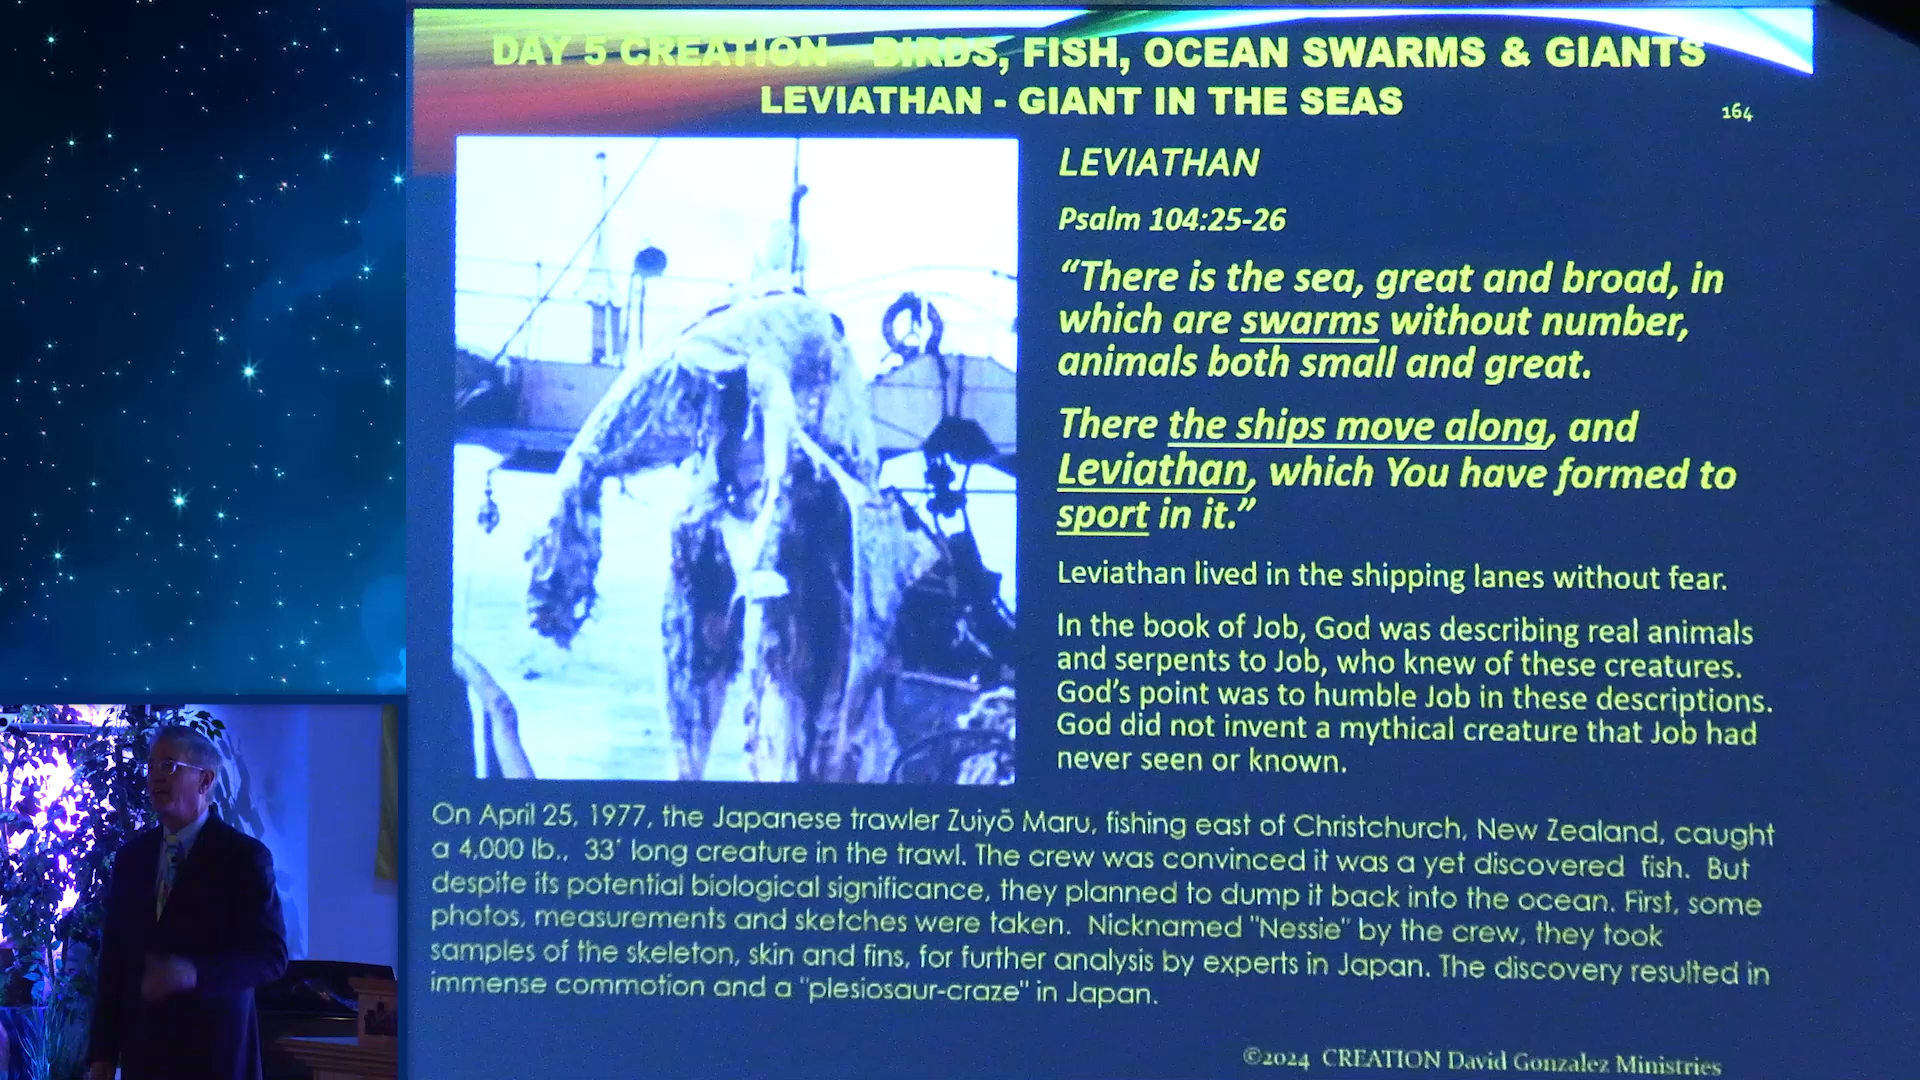 DAY 5 CREATION - BIRDS, FISH, OCEAN SWARMS & GIANTS
LEVIATHAN - GIANT IN THE SEAS
164
LEVIATHAN
Psalm 104:25-26
“There is the sea, great and broad, in
which are swarms without number,
animals both small and great.
There the ships move along, and
Leviathan, which You have formed to
sport in it.”
Leviathan lived in the shipping lanes without fear.
In the book of Job, God was describing real animals
and serpents to Job, who knew of these creatures.
God’s point was to humble Job in these descriptions.
God did not invent a mythical creature that Job had
never seen or known.
On April 25, 1977, the Japanese trawler Zuiyō Maru, fishing east of Christchurch, New Zealand, caught
a 4,000 lb., 33' long creature in the trawl. The crew was convinced it was a yet discovered fish. But
despite its potential biological significance, they planned to dump it back into the ocean. First, some
photos, measurements and sketches were taken. Nicknamed "Nessie" by the crew, they took
samples of the skeleton, skin and fins, for further analysis by experts in Japan. The discovery resulted in
immense commotion and a "plesiosaur-craze" in Japan.
©2024 CREATION David Gonzalez Ministries